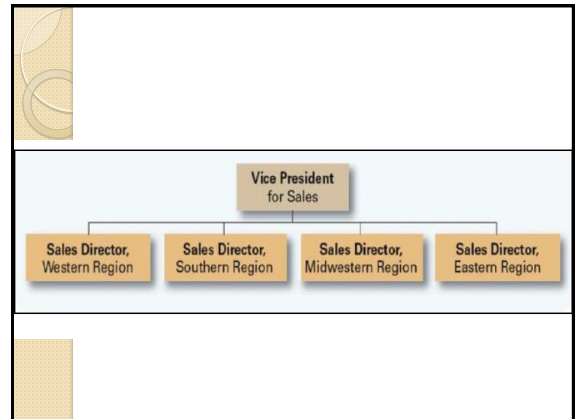 Vice President
for Sales
Sales Director,
Western Region
Sales Director,
Southern Region
Sales Director,
Midwestern Region
Sales Director,
Eastern Region